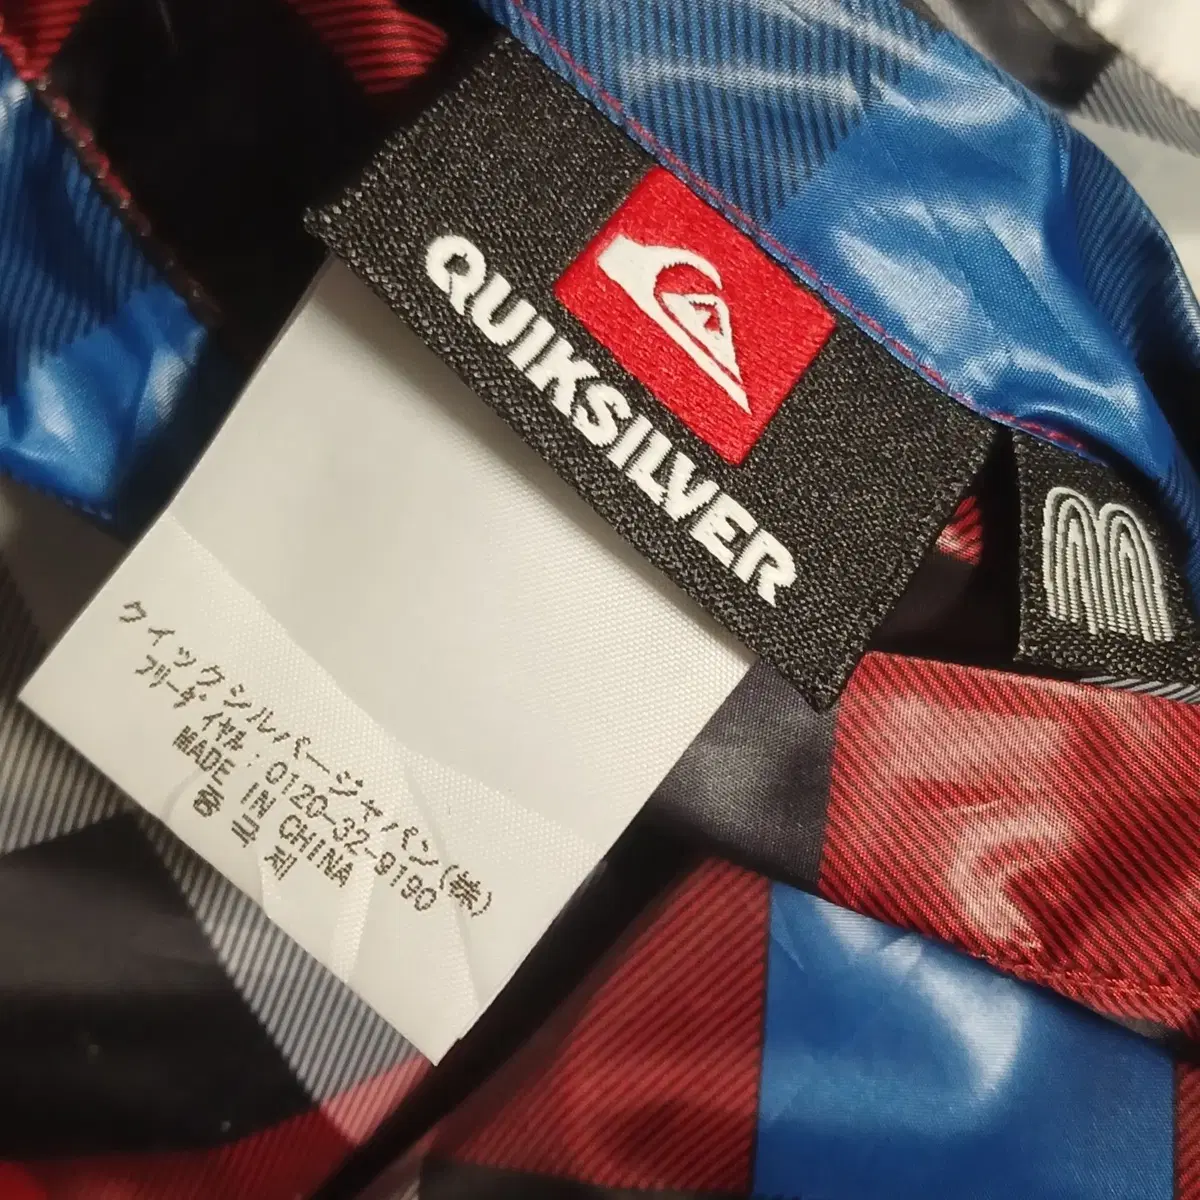 QUIKSILVER
M
クイックシルバージャパン(株)
フリーダイヤル:0120-32-9190
MADE IN CHINA
중국제